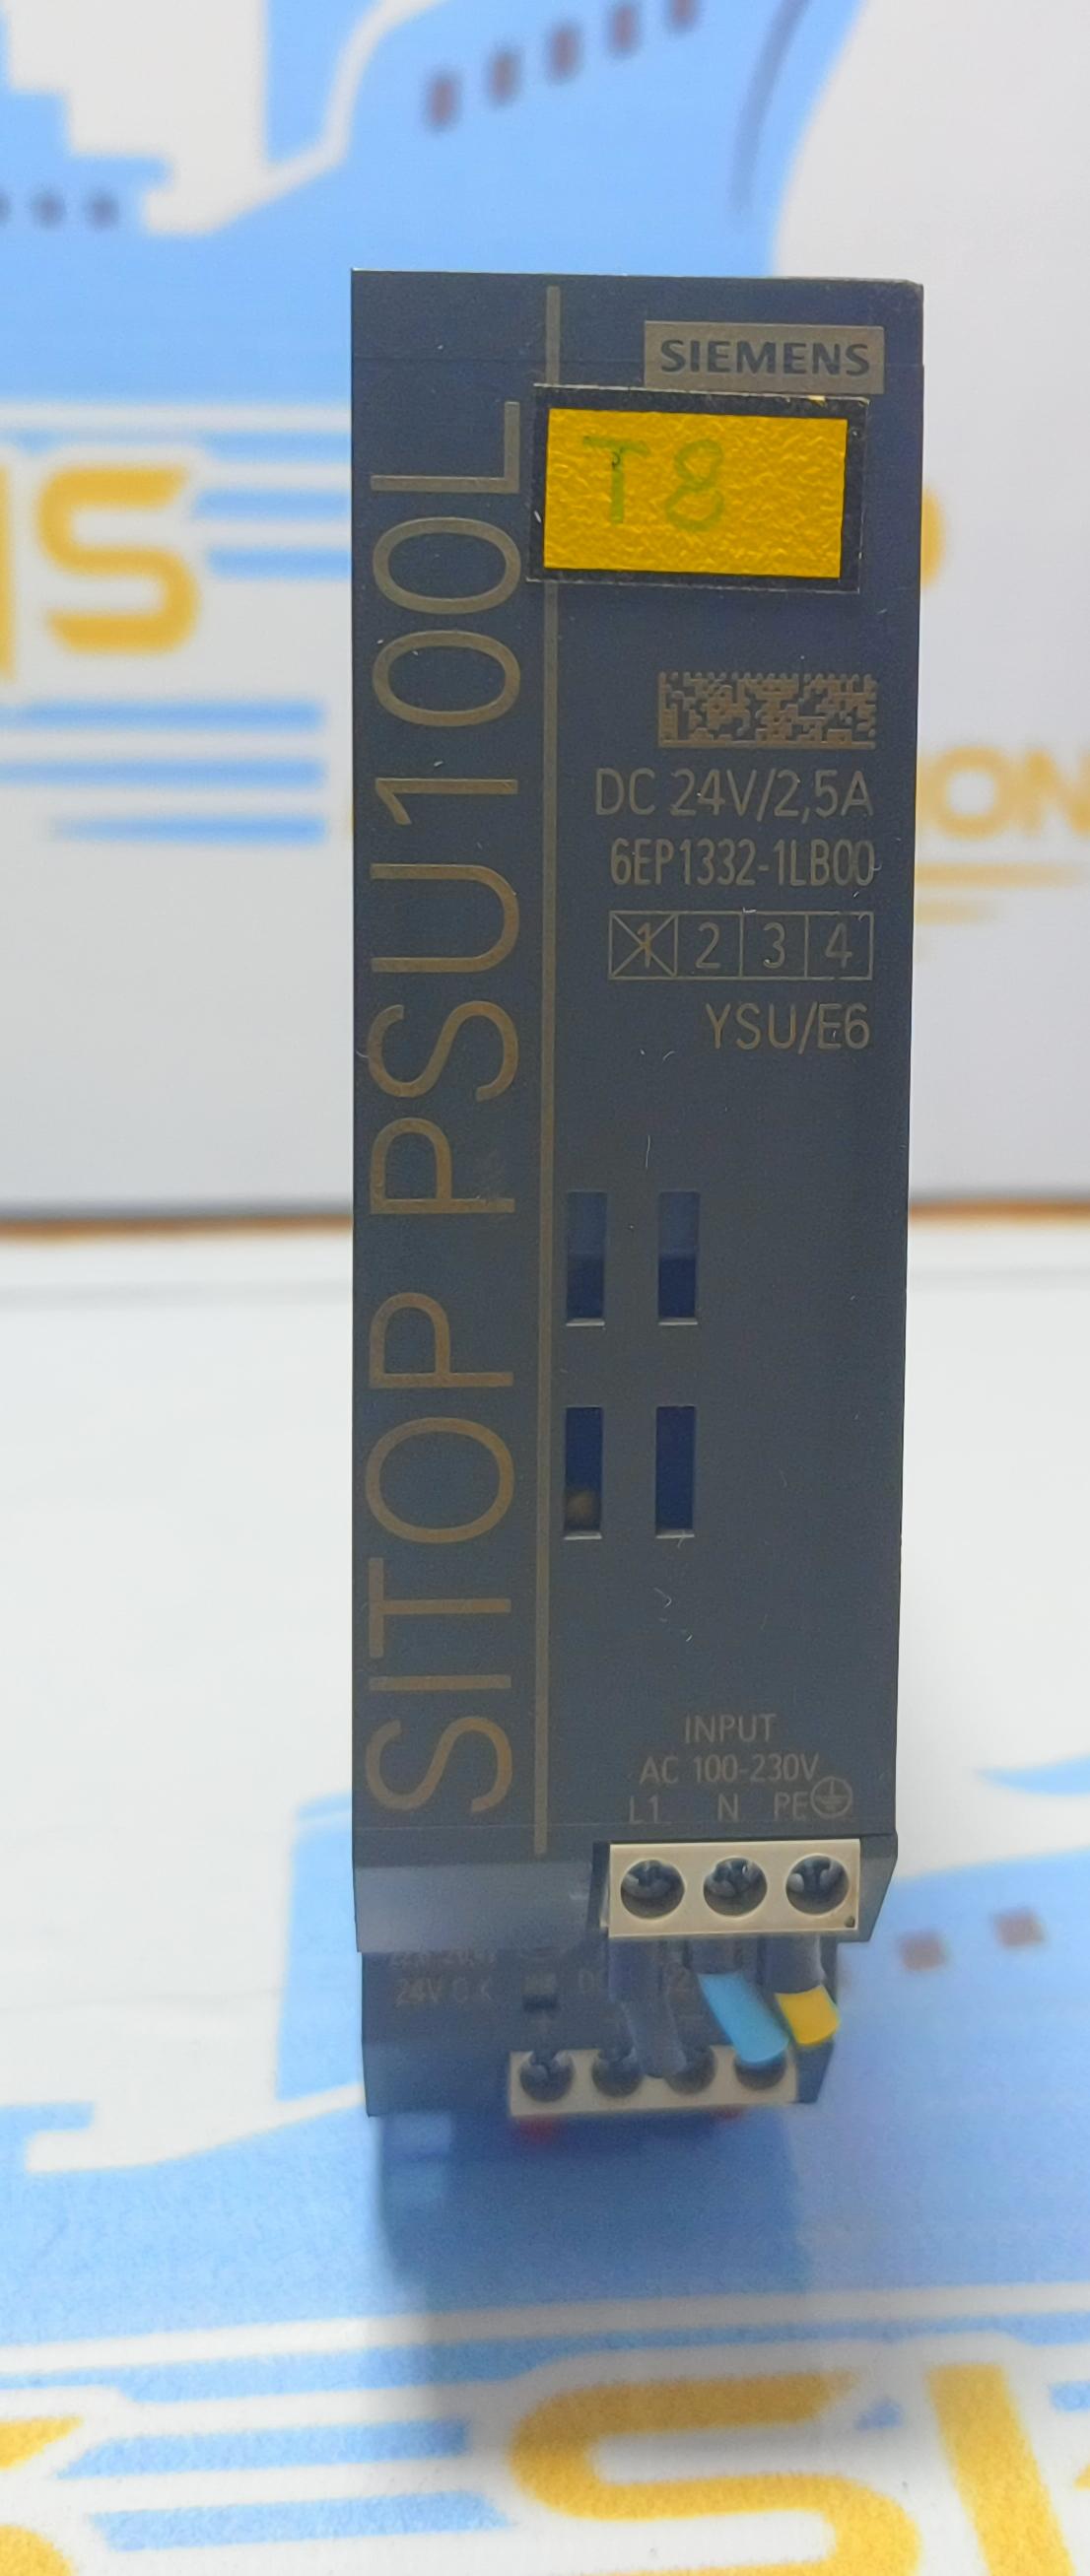 SIEMENS
T8
SITOP PSU100L
DC 24V/2,5A
6EP1332-1LB00
1 2 3 4
YSU/E6
INPUT
AC 100-230V
L1 N PE
24V O.K.